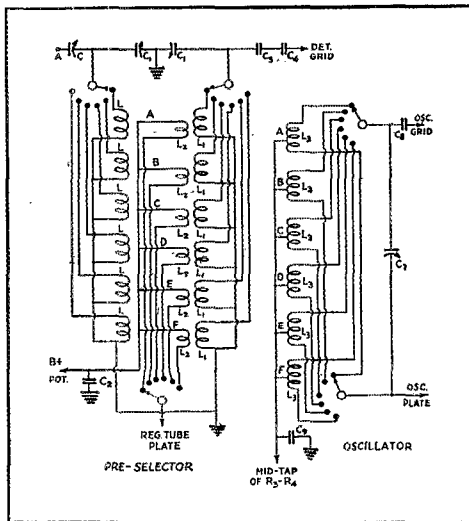 A C C₁ C₁ C₃ C₄ DET. GRID
L A L₂ L₁
L B L₂ L₁
L C L₂ L₁
L D L₂ L₁
L E L₂ L₁
L F L₂ L₁
B+ POT.
C₂
REG. TUBE PLATE
PRE-SELECTOR
A L₃
B L₃
C L₃
D L₃
E L₃
F L₃
C₈ OSC. GRID
C₇
OSC. PLATE
C₉
MID-TAP OF R₃-R₄
OSCILLATOR